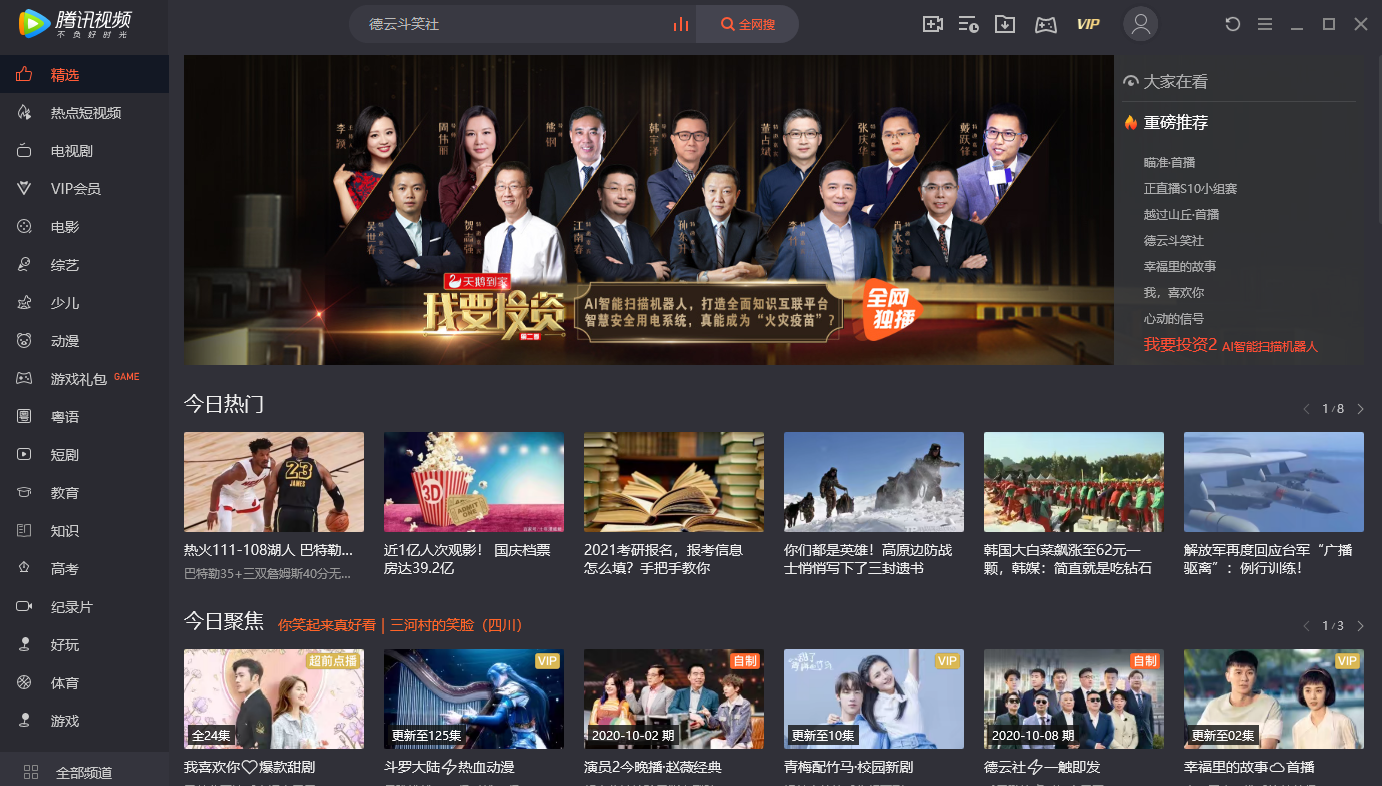 腾讯视频
不负好时光
德云斗笑社
全网搜
VIP
精选
热点短视频
电视剧
VIP会员
电影
综艺
少儿
动漫
游戏礼包 GAME
粤语
短剧
教育
知识
高考
纪录片
好玩
体育
游戏
全部频道
李颖
周伟丽
熊钢
韩宇泽
董占斌
张庆华
戴跃锋
吴世春
贺志强
江南春
李竹
肖永龙
天鹅到家
我要投资
第二季
AI智能扫描机器人，打造全面知识互联平台
智慧安全用电系统，真能成为“火灾疫苗”？
全网
独播
大家在看
重磅推荐
瞄准·首播
正直播S10小组赛
越过山丘·首播
德云斗笑社
幸福里的故事
我，喜欢你
心动的信号
我要投资2 AI智能扫描机器人
今日热门
1/8
23
JAMES
3D
ADMIT ONE
热火111-108湖人 巴特勒...
巴特勒35+三双詹姆斯40分无...
近1亿人次观影！ 国庆档票
房达39.2亿
2021考研报名，报考信息
怎么填？手把手教你
你们都是英雄！高原边防战
士悄悄写下了三封遗书
韩国大白菜飙涨至62元一
颗，韩媒：简直就是吃钻石
解放军再度回应台军“广播
驱离”：例行训练！
今日聚焦
你笑起来真好看 | 三河村的笑脸（四川）
1/3
超前点播
全24集
VIP
更新至125集
自制
2020-10-02 期
VIP
更新至10集
自制
2020-10-08 期
VIP
更新至02集
我喜欢你♡爆款甜剧
斗罗大陆⚡热血动漫
演员2今晚播·赵薇经典
青梅配竹马·校园新剧
德云社⚡一触即发
幸福里的故事☁首播